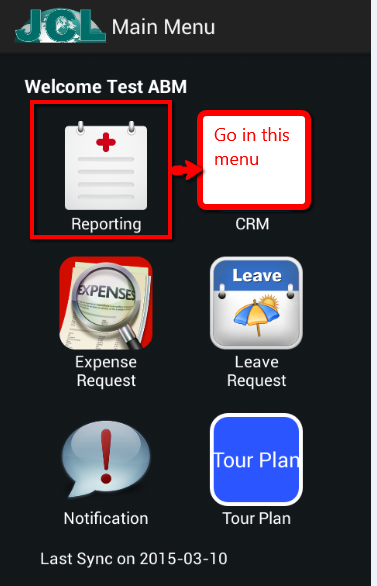 JCL Main Menu
Welcome Test ABM
Go in this
menu
Reporting
CRM
EXPENSES
Leave
Expense
Request
Leave
Request
Tour Plan
Notification
Tour Plan
Last Sync on 2015-03-10